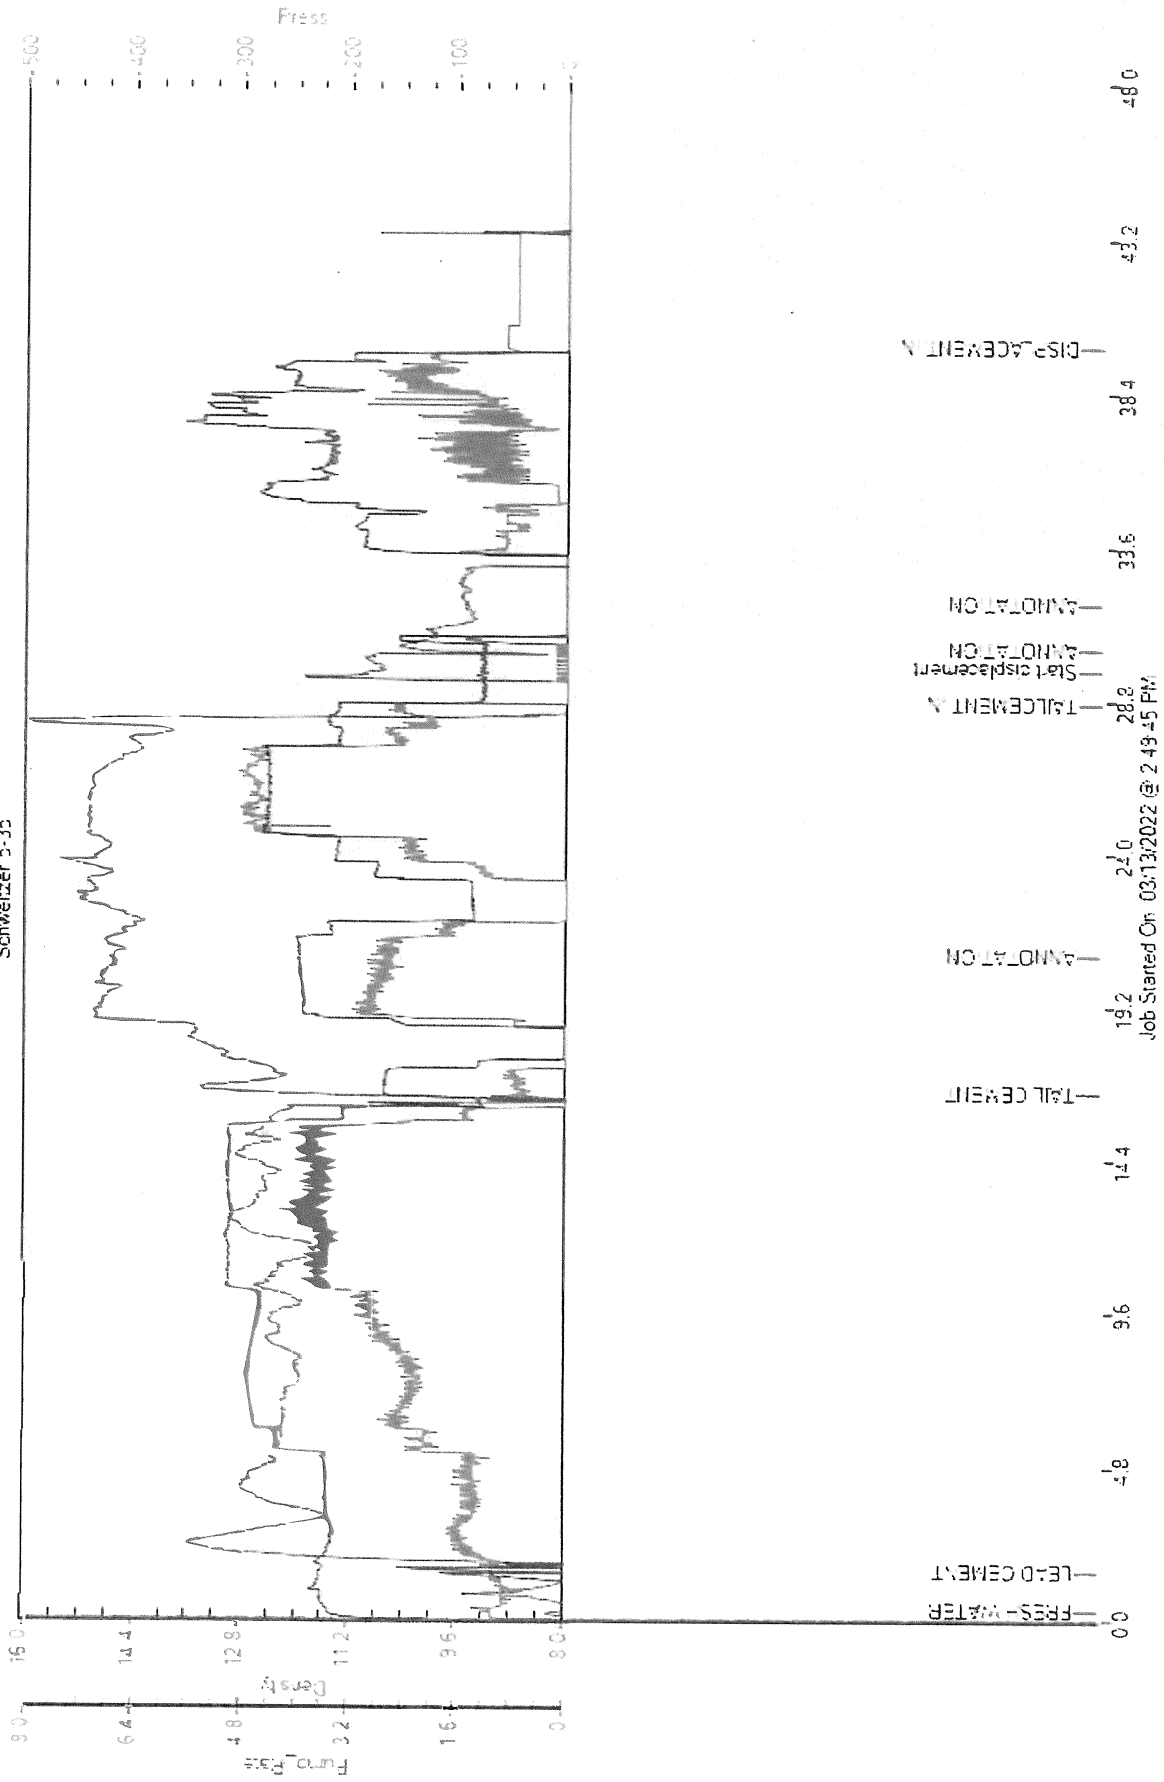 Schweitzer 5-35
Pump_Rate
8.0
6.4
4.8
3.2
1.6
0
Density
16.0
14.4
12.8
11.2
9.6
8.0
Press
500
400
300
200
100
0
0.0
4.8
9.6
14.4
19.2
24.0
28.8
33.6
38.4
43.2
48.0
FRESH WATER
LEAD CEMENT
TAIL CEMENT
ANNOTATION
TAILCEMENT
Start displacement
ANNOTATION
ANNOTATION
DISPLACEMENT
Job Started On 03/13/2022 @ 2:49:45 PM